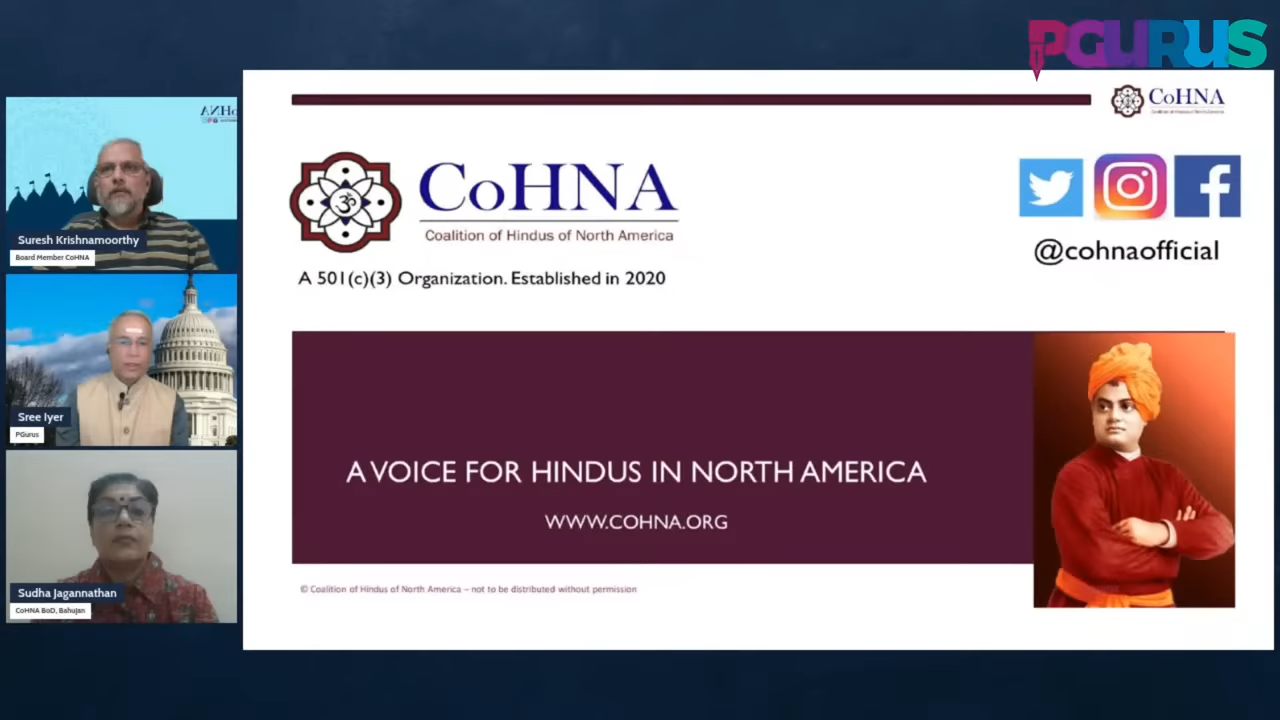 PGURUS
oHNA
Suresh Krishnamoorthy
Board Member CoHNA
Sree Iyer
PGurus
Sudha Jagannathan
CoHNA BoD, Bahujan
CoHNA
Coalition of Hindus of North America
CoHNA
Coalition of Hindus of North America
A 501(c)(3) Organization. Established in 2020
@cohnaofficial
A VOICE FOR HINDUS IN NORTH AMERICA
WWW.COHNA.ORG
© Coalition of Hindus of North America – not to be distributed without permission
ॐ